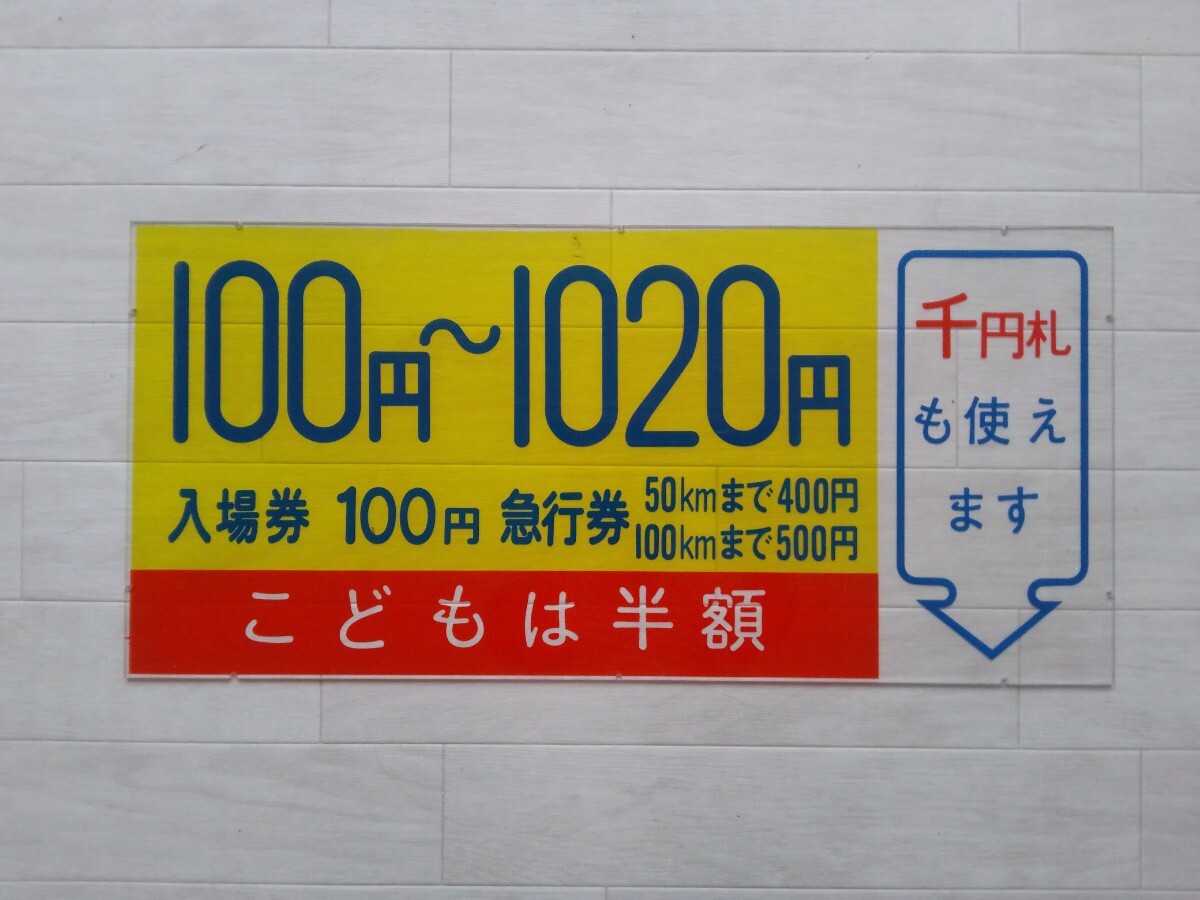 100円～1020円
入場券 100円 急行券 50kmまで400円
100kmまで500円
こどもは半額
千円札
も使え
ます